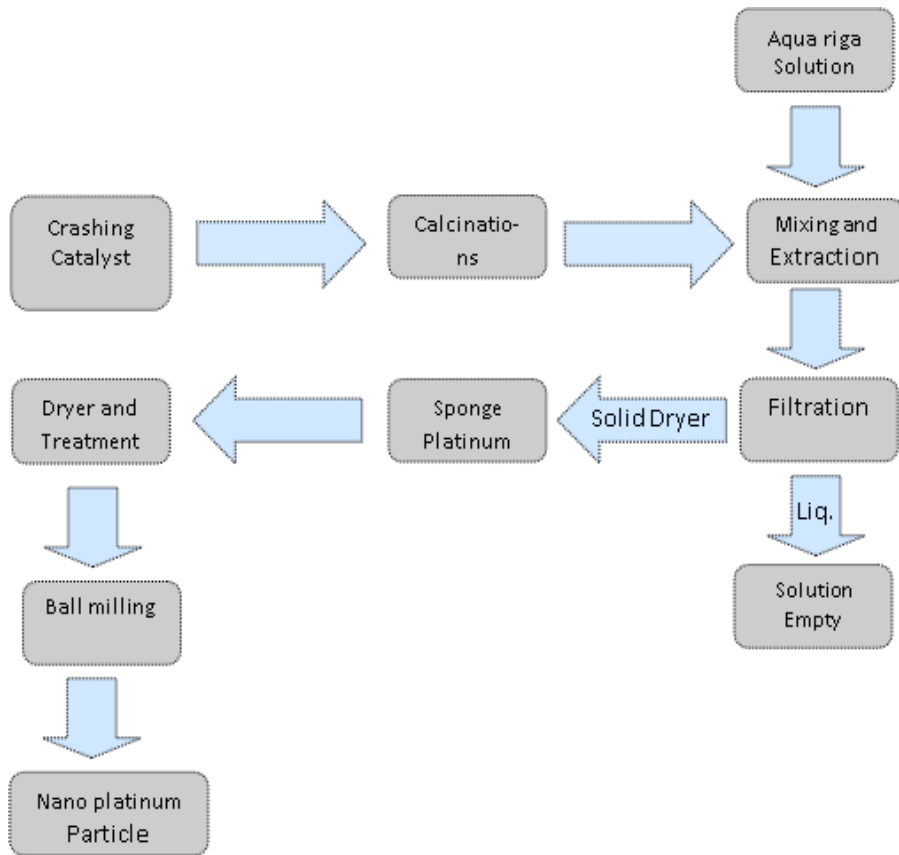 Aqua riga
Solution
Crashing
Catalyst
Calcinatio-
ns
Mixing and
Extraction
Dryer and
Treatment
Sponge
Platinum
Solid Dryer
Filtration
Liq.
Ball milling
Solution
Empty
Nano platinum
Particle